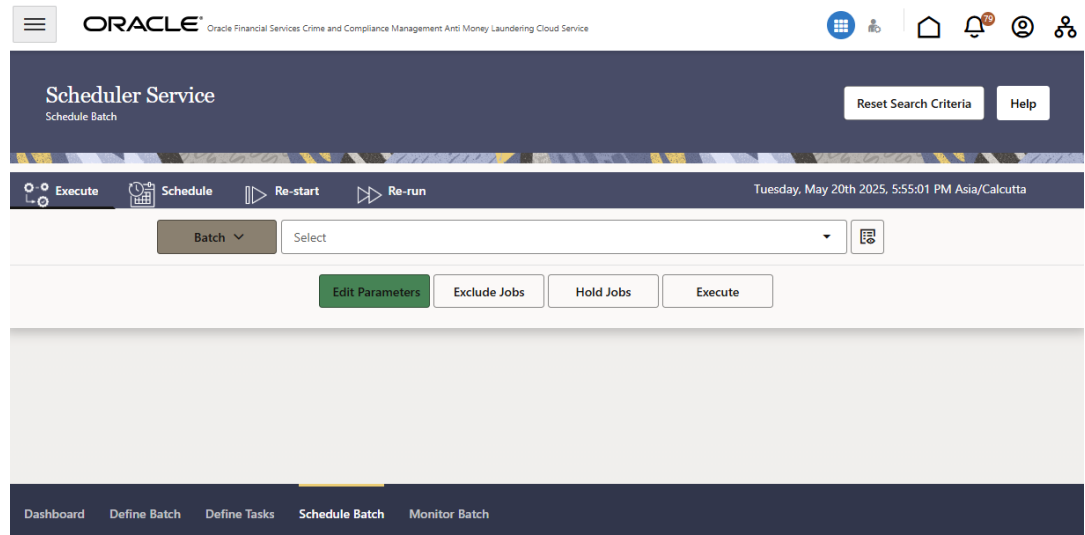 ORACLE® Oracle Financial Services Crime and Compliance Management Anti Money Laundering Cloud Service
79
Scheduler Service
Schedule Batch
Reset Search Criteria
Help
Execute
Schedule
Re-start
Re-run
Tuesday, May 20th 2025, 5:55:01 PM Asia/Calcutta
Batch
Select
Edit Parameters
Exclude Jobs
Hold Jobs
Execute
Dashboard
Define Batch
Define Tasks
Schedule Batch
Monitor Batch